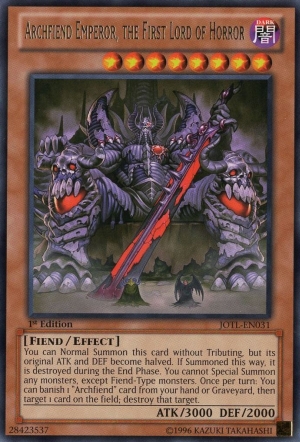 Archfiend Emperor, the First Lord of Horror
DARK
闇
1st Edition
JOTL-EN031
[Fiend / Effect]
You can Normal Summon this card without Tributing, but its
original ATK and DEF become halved. If Summoned this way, it
is destroyed during the End Phase. You cannot Special Summon
any monsters, except Fiend-Type monsters. Once per turn: You
can banish 1 "Archfiend" card from your hand or Graveyard, then
target 1 card on the field; destroy that target.
ATK/3000 DEF/2000
28423537
©1996 KAZUKI TAKAHASHI